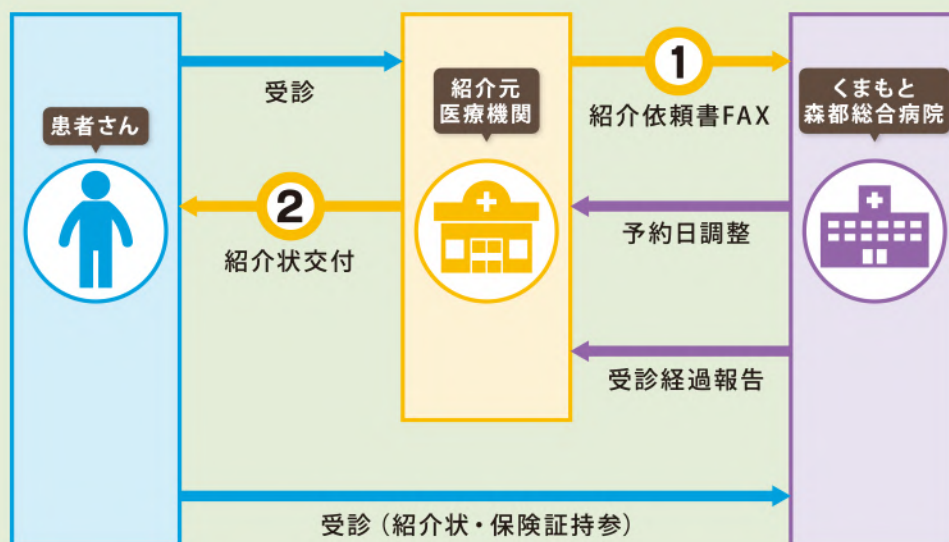 患者さん
受診
紹介元
医療機関
1
紹介依頼書FAX
くまもと
森都総合病院
2
紹介状交付
予約日調整
受診経過報告
受診（紹介状・保険証持参）